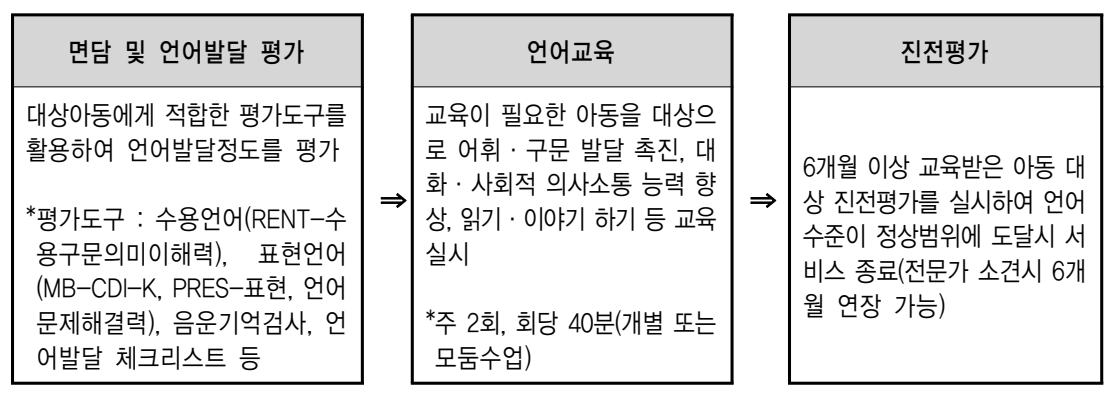 면담 및 언어발달 평가
대상아동에게 적합한 평가도구를
활용하여 언어발달정도를 평가
*평가도구 : 수용언어(RENT-수
용구문의미이해력), 표현언어
(MB-CDI-K, PRES-표현, 언어
문제해결력), 음운기억검사, 언
어발달 체크리스트 등
⇒
언어교육
교육이 필요한 아동을 대상으
로 어휘·구문 발달 촉진, 대
화·사회적 의사소통 능력 향
상, 읽기·이야기 하기 등 교육
실시
*주 2회, 회당 40분(개별 또는
모둠수업)
⇒
진전평가
6개월 이상 교육받은 아동 대
상 진전평가를 실시하여 언어
수준이 정상범위에 도달시 서
비스 종료(전문가 소견시 6개
월 연장 가능)